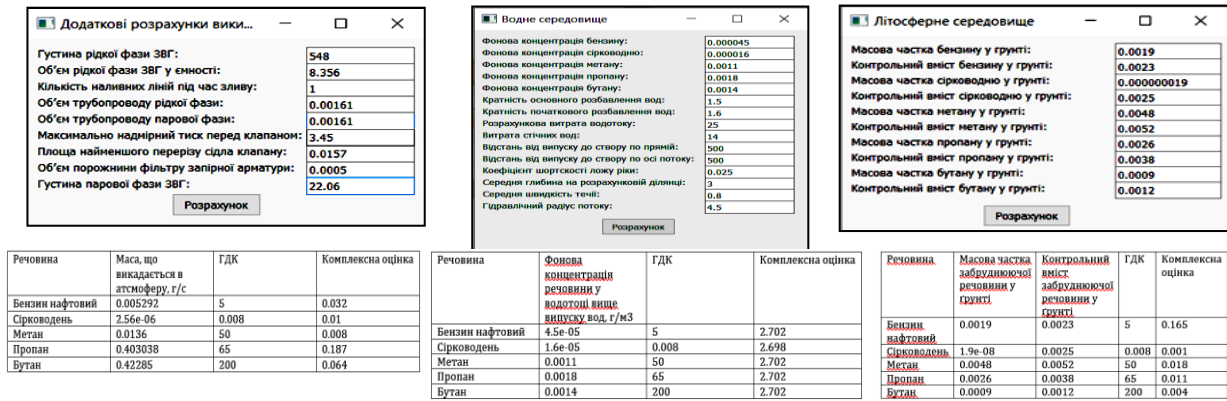 Додаткові розрахунки вики...
Густина рідкої фази ЗВГ: 548
Об'єм рідкої фази ЗВГ у ємності: 8.356
Кількість наливних ліній під час зливу: 1
Об'єм трубопроводу рідкої фази: 0.00161
Об'єм трубопроводу парової фази: 0.00161
Максимально надмірний тиск перед клапаном: 3.45
Площа найменшого перерізу сідла клапану: 0.0157
Об'єм порожнини фільтру запірної арматури: 0.0005
Густина парової фази ЗВГ: 22.06
Розрахунок
Водне середовище
Фонова концентрація бензину: 0.000045
Фонова концентрація сірководню: 0.000016
Фонова концентрація метану: 0.0011
Фонова концентрація пропану: 0.0018
Фонова концентрація бутану: 0.0014
Кратність основного розбавлення вод: 1.5
Кратність початкового розбавлення вод: 1.6
Розрахункова витрата водотоку: 25
Витрата стічних вод: 14
Відстань від випуску до створу по прямій: 500
Відстань від випуску до створу по осі потоку: 500
Коефіцієнт шорсткості ложу ріки: 0.025
Середня глибина на розрахунковій ділянці: 3
Середня швидкість течії: 0.8
Гідравлічний радіус потоку: 4.5
Розрахунок
Літосферне середовище
Масова частка бензину у ґрунті: 0.0019
Контрольний вміст бензину у ґрунті: 0.0023
Масова частка сірководню у ґрунті: 0.000000019
Контрольний вміст сірководню у ґрунті: 0.0025
Масова частка метану у ґрунті: 0.0048
Контрольний вміст метану у ґрунті: 0.0052
Масова частка пропану у ґрунті: 0.0026
Контрольний вміст пропану у ґрунті: 0.0038
Масова частка бутану у ґрунті: 0.0009
Контрольний вміст бутану у ґрунті: 0.0012
Розрахунок
Речовина Маса, що викадається в атсмоферу, г/с ГДК Комплексна оцінка
Бензин нафтовий 0.005292 5 0.032
Сірководень 2.56e-06 0.008 0.01
Метан 0.0136 50 0.008
Пропан 0.403038 65 0.187
Бутан 0.42285 200 0.064
Речовина Фонова концентрація речовини у водотоці вище випуску вод, г/м3 ГДК Комплексна оцінка
Бензин нафтовий 4.5e-05 5 2.702
Сірководень 1.6e-05 0.008 2.698
Метан 0.0011 50 2.702
Пропан 0.0018 65 2.702
Бутан 0.0014 200 2.702
Речовина Масова частка забруднюючої речовини у ґрунті Контрольний вміст забруднюючої речовини у ґрунті ГДК Комплексна оцінка
Бензин нафтовий 0.0019 0.0023 5 0.165
Сірководень 1.9e-08 0.0025 0.008 0.001
Метан 0.0048 0.0052 50 0.018
Пропан 0.0026 0.0038 65 0.011
Бутан 0.0009 0.0012 200 0.004